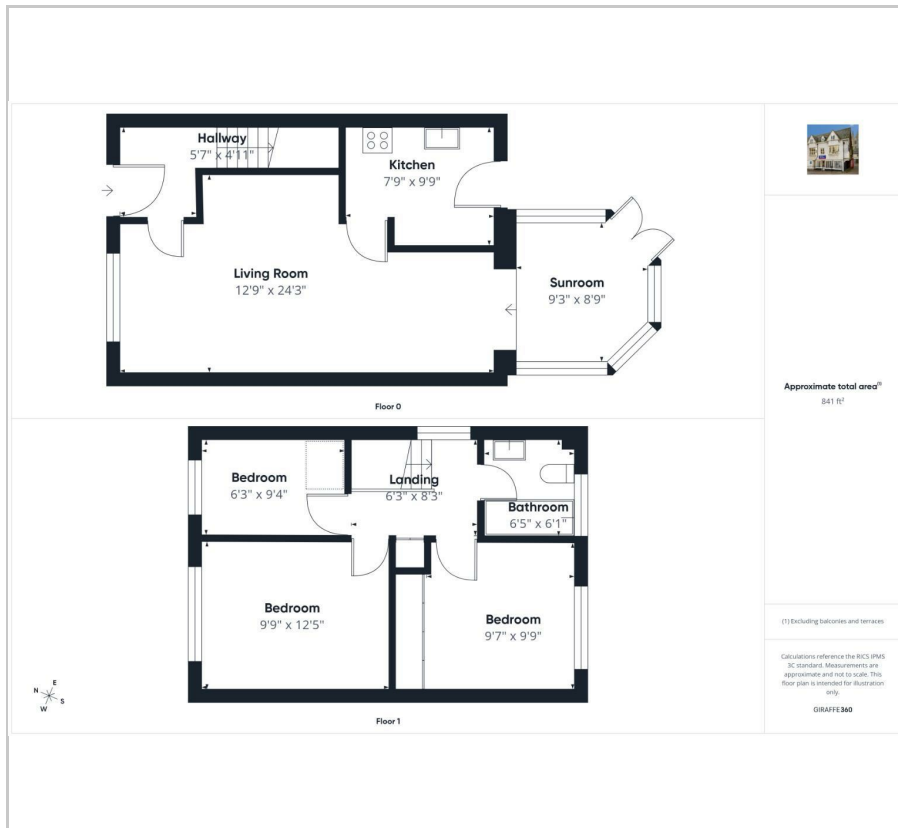 Hallway
5'7" x 4'11"
Kitchen
7'9" x 9'9"
Living Room
12'9" x 24'3"
Sunroom
9'3" x 8'9"
Floor 0
Bedroom
6'3" x 9'4"
Landing
6'3" x 8'3"
Bathroom
6'5" x 6'1"
Bedroom
9'9" x 12'5"
Bedroom
9'7" x 9'9"
N
E
S
W
Floor 1
Approximate total area(1)
841 ft²
(1) Excluding balconies and terraces
Calculations reference the RICS IPMS
3C standard. Measurements are
approximate and not to scale. This
floor plan is intended for illustration
only.
GIRAFFE360